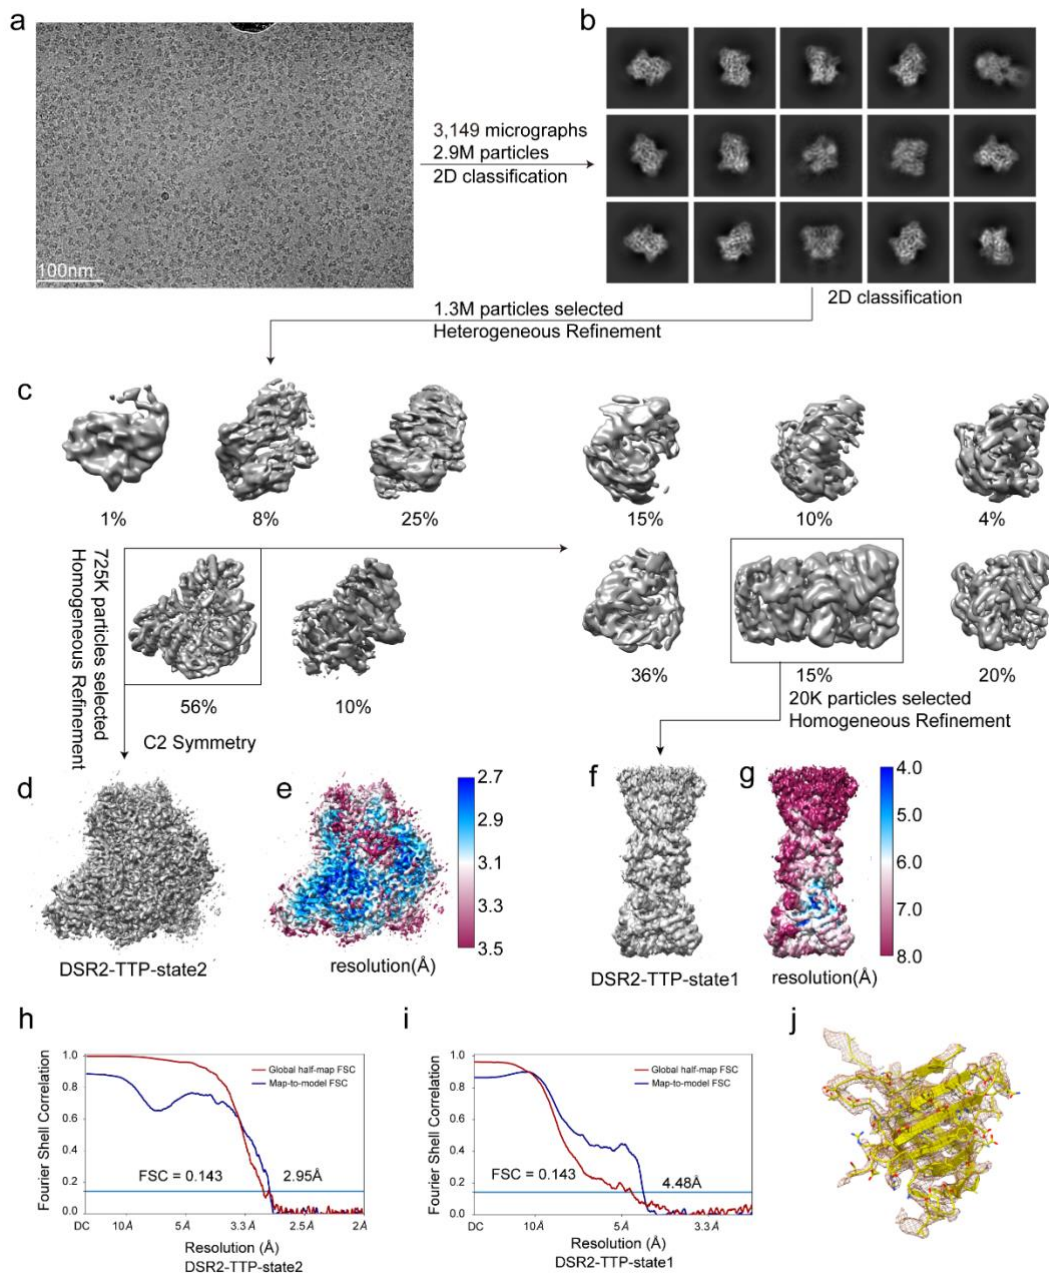 a
b
3,149 micrographs
2.9M particles
2D classification
100nm
2D classification
1.3M particles selected
Heterogeneous Refinement
c
1%
8%
25%
15%
10%
4%
725K particles selected
Homogeneous Refinement
56%
10%
36%
15%
20%
C2 Symmetry
20K particles selected
Homogeneous Refinement
d
e
2.7
2.9
3.1
3.3
3.5
DSR2-TTP-state2
resolution(Å)
f
g
4.0
5.0
6.0
7.0
8.0
DSR2-TTP-state1
resolution(Å)
h
Fourier Shell Correlation
1.0
0.8
0.6
0.4
0.2
0.0
Global half-map FSC
Map-to-model FSC
FSC = 0.143
2.95Å
DC
10Å
5Å
3.3Å
2.5Å
2Å
Resolution (Å)
DSR2-TTP-state2
i
Fourier Shell Correlation
1.0
0.8
0.6
0.4
0.2
0.0
Global half-map FSC
Map-to-model FSC
FSC = 0.143
4.48Å
DC
10Å
5Å
3.3Å
Resolution (Å)
DSR2-TTP-state1
j